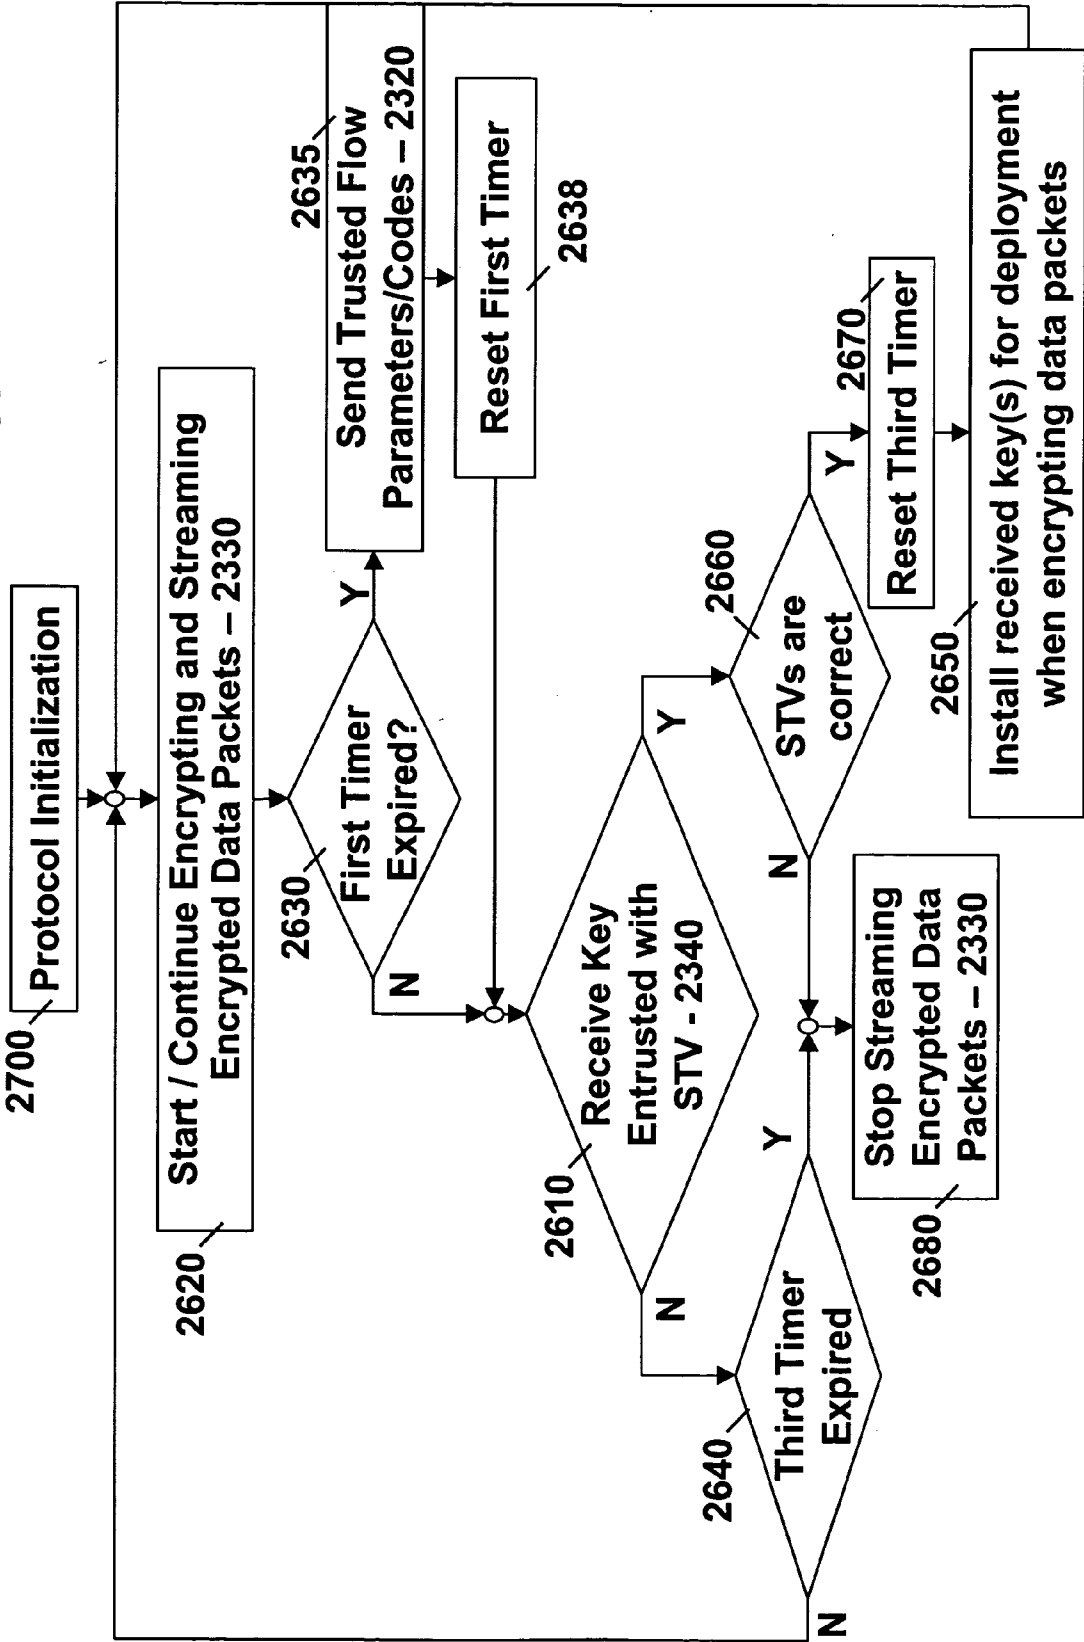 2700
Protocol Initialization
2620
Start / Continue Encrypting and Streaming
Encrypted Data Packets – 2330
2630
First Timer
Expired?
Y
N
2635
Send Trusted Flow
Parameters/Codes – 2320
Reset First Timer
2638
2610
Receive Key
Entrusted with
STV - 2340
N
Y
2640
Third Timer
Expired
Y
N
2660
STVs are
correct
N
Y
2680
Stop Streaming
Encrypted Data
Packets – 2330
2670
Reset Third Timer
2650
Install received key(s) for deployment
when encrypting data packets